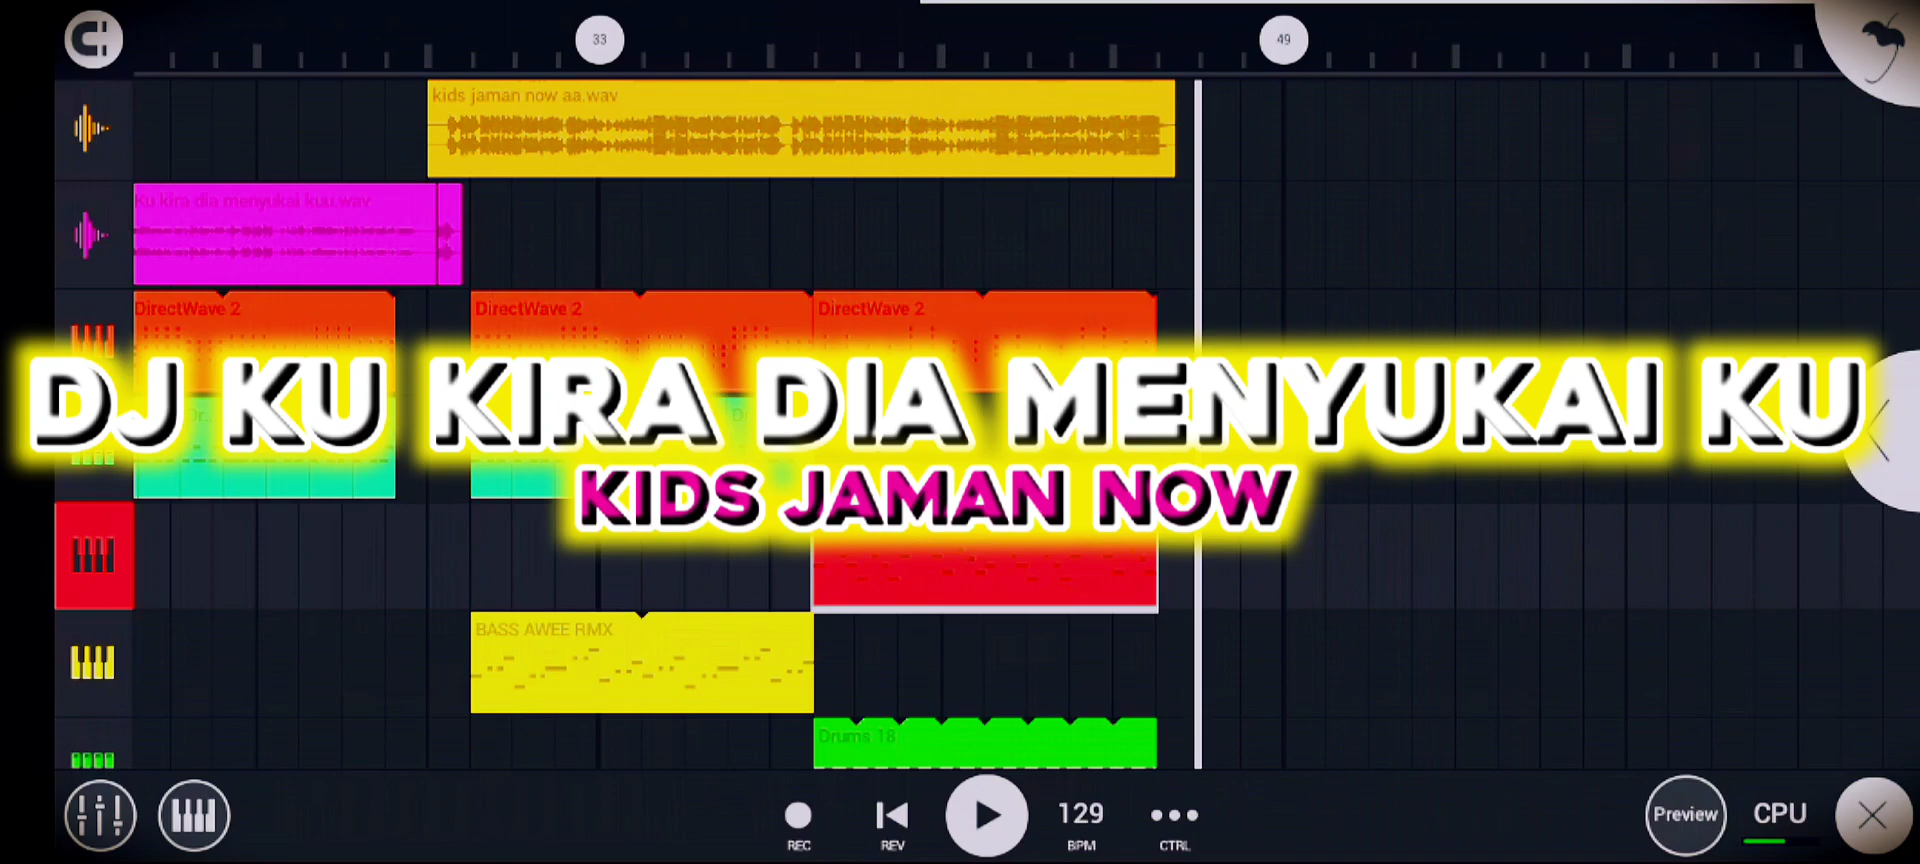 33 49
kids jaman now aa.wav
Ku kira dia menyukai kuu.wav
DirectWave 2 DirectWave 2 DirectWave 2
DJ KU KIRA DIA MENYUKAI KU
KIDS JAMAN NOW
BASS AWEE RMX
Drums 18
129 Preview CPU
REC REV BPM CTRL